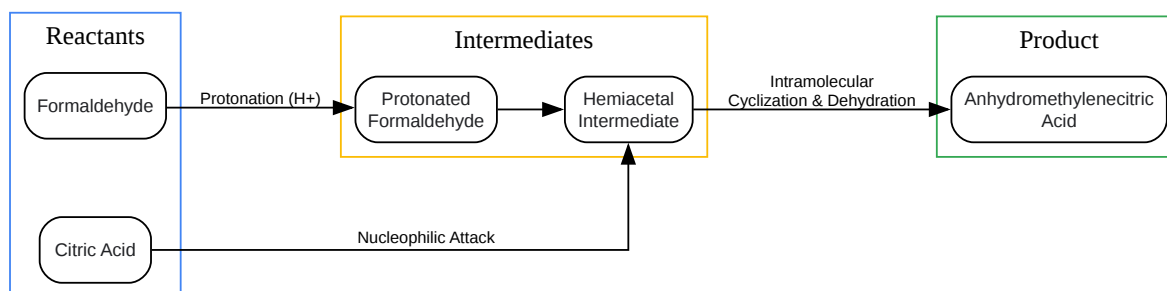 Reactants
Intermediates
Product
Formaldehyde
Protonation (H+)
Protonated
Formaldehyde
Hemiacetal
Intermediate
Intramolecular
Cyclization & Dehydration
Anhydromethylenecitric
Acid
Citric Acid
Nucleophilic Attack